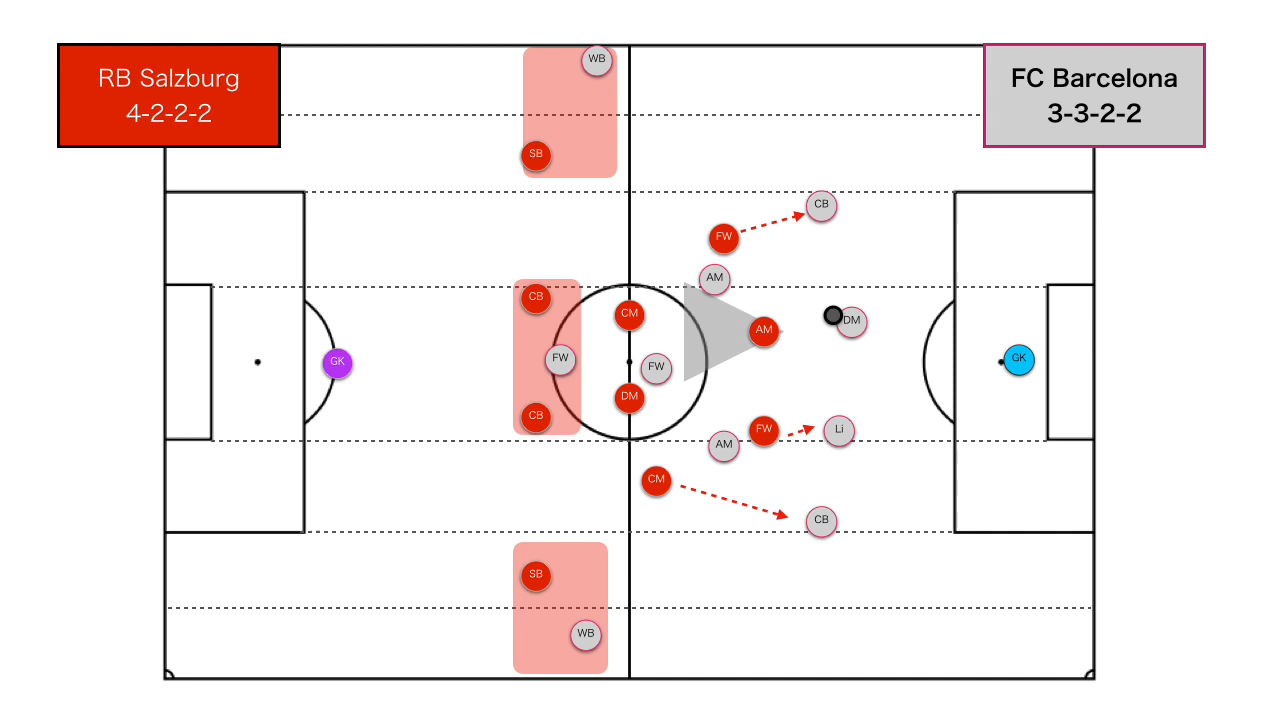 RB Salzburg
4-2-2-2
FC Barcelona
3-3-2-2
WB
SB
CB
FW
AM
CB
CM
DM
AM
GK
FW
FW
GK
DM
CB
FW
Li
AM
CM
CB
SB
WB